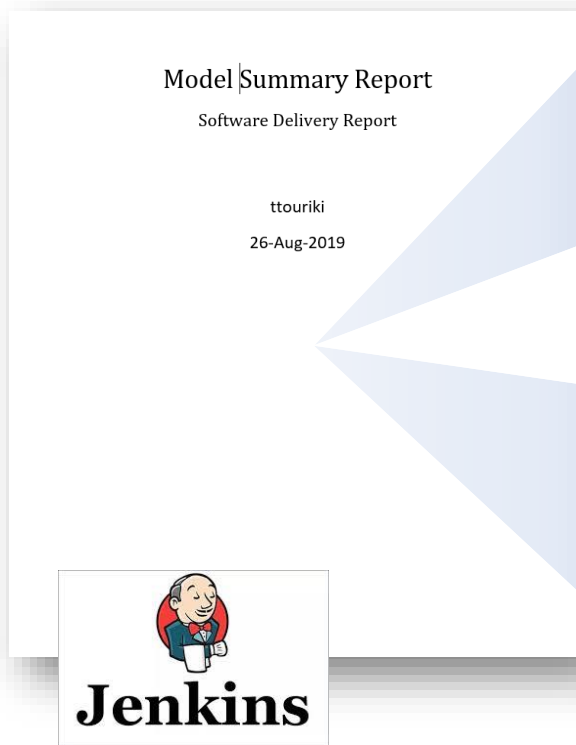 Model Summary Report
Software Delivery Report
ttouriki
26-Aug-2019
Jenkins